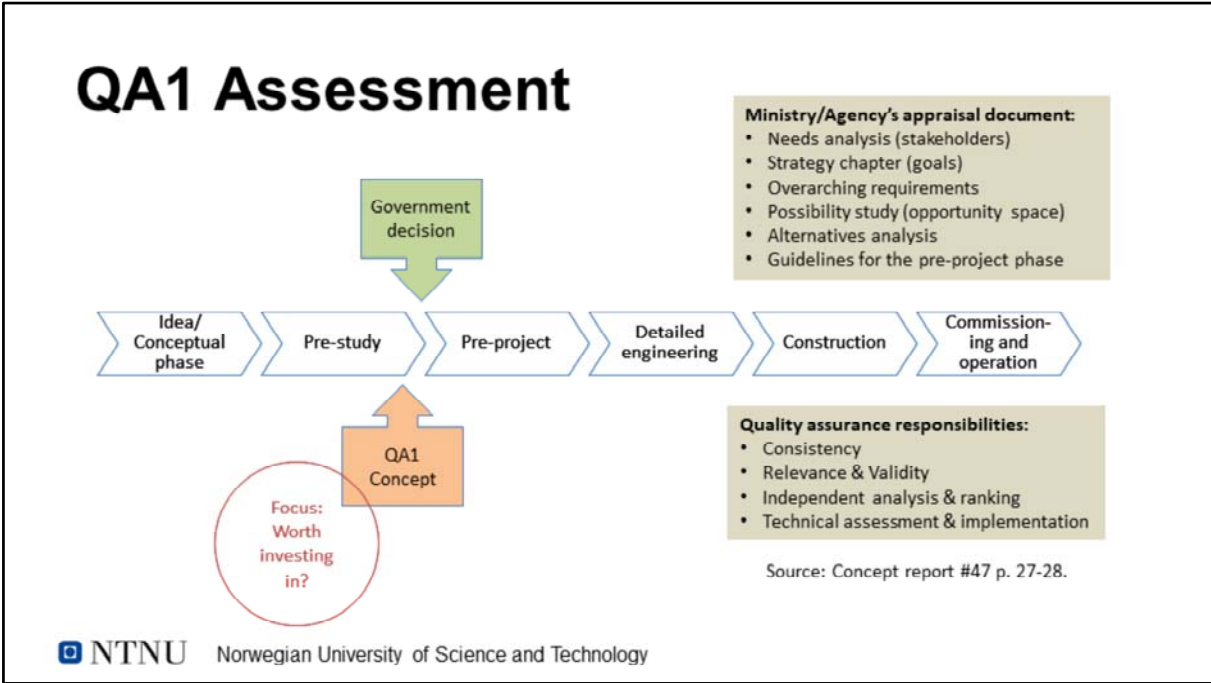 QA1 Assessment
Ministry/Agency's appraisal document:
• Needs analysis (stakeholders)
• Strategy chapter (goals)
• Overarching requirements
• Possibility study (opportunity space)
• Alternatives analysis
• Guidelines for the pre-project phase
Government
decision
Idea/
Conceptual
phase
Pre-study
Pre-project
Detailed
engineering
Construction
Commission-
ing and
operation
QA1
Concept
Focus:
Worth
investing
in?
Quality assurance responsibilities:
• Consistency
• Relevance & Validity
• Independent analysis & ranking
• Technical assessment & implementation
Source: Concept report #47 p. 27-28.
NTNU Norwegian University of Science and Technology